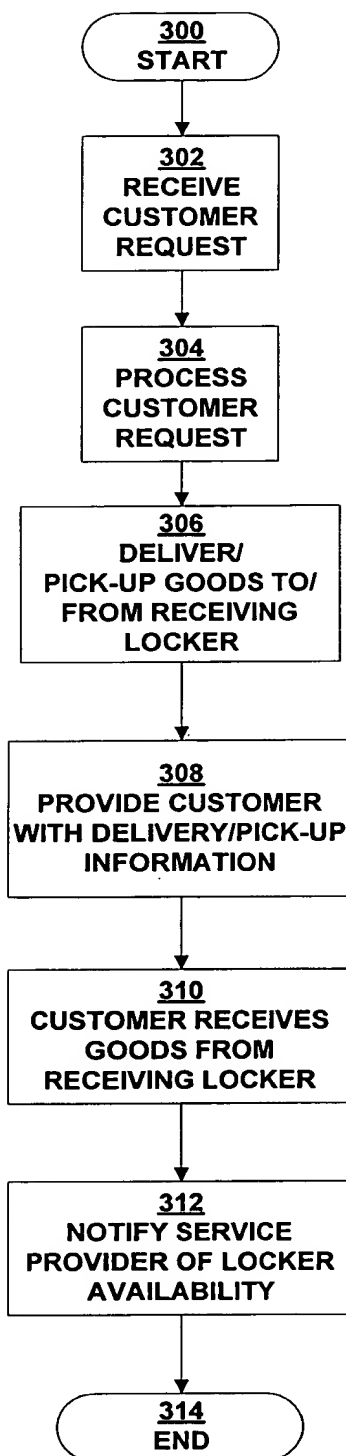 300
START
302
RECEIVE
CUSTOMER
REQUEST
304
PROCESS
CUSTOMER
REQUEST
306
DELIVER/
PICK-UP GOODS TO/
FROM RECEIVING
LOCKER
308
PROVIDE CUSTOMER
WITH DELIVERY/PICK-UP
INFORMATION
310
CUSTOMER RECEIVES
GOODS FROM
RECEIVING LOCKER
312
NOTIFY SERVICE
PROVIDER OF LOCKER
AVAILABILITY
314
END